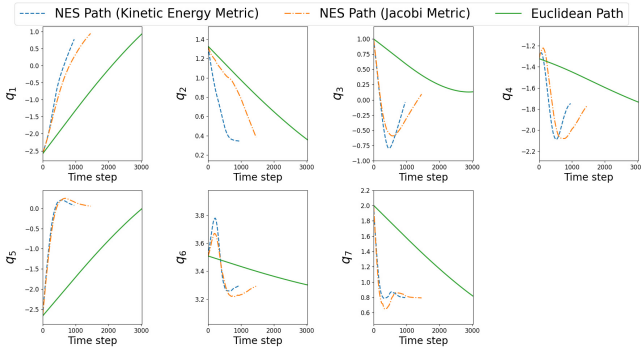 NES Path (Kinetic Energy Metric) NES Path (Jacobi Metric) Euclidean Path
q1 q2 q3 q4
1.0 0.5 0.0 −0.5 −1.0 −1.5 −2.0 −2.5
1.4 1.2 1.0 0.8 0.6 0.4 0.2
1.00 0.75 0.50 0.25 0.00 −0.25 −0.50 −0.75 −1.00
−1.2 −1.4 −1.6 −1.8 −2.0 −2.2
0 1000 2000 3000 0 1000 2000 3000 0 1000 2000 3000 0 1000 2000 3000
Time step Time step Time step Time step
q5 q6 q7
0.0 −0.5 −1.0 −1.5 −2.0 −2.5
3.8 3.6 3.4 3.2
2.2 2.0 1.8 1.6 1.4 1.2 1.0 0.8 0.6
0 1000 2000 3000 0 1000 2000 3000 0 1000 2000 3000
Time step Time step Time step